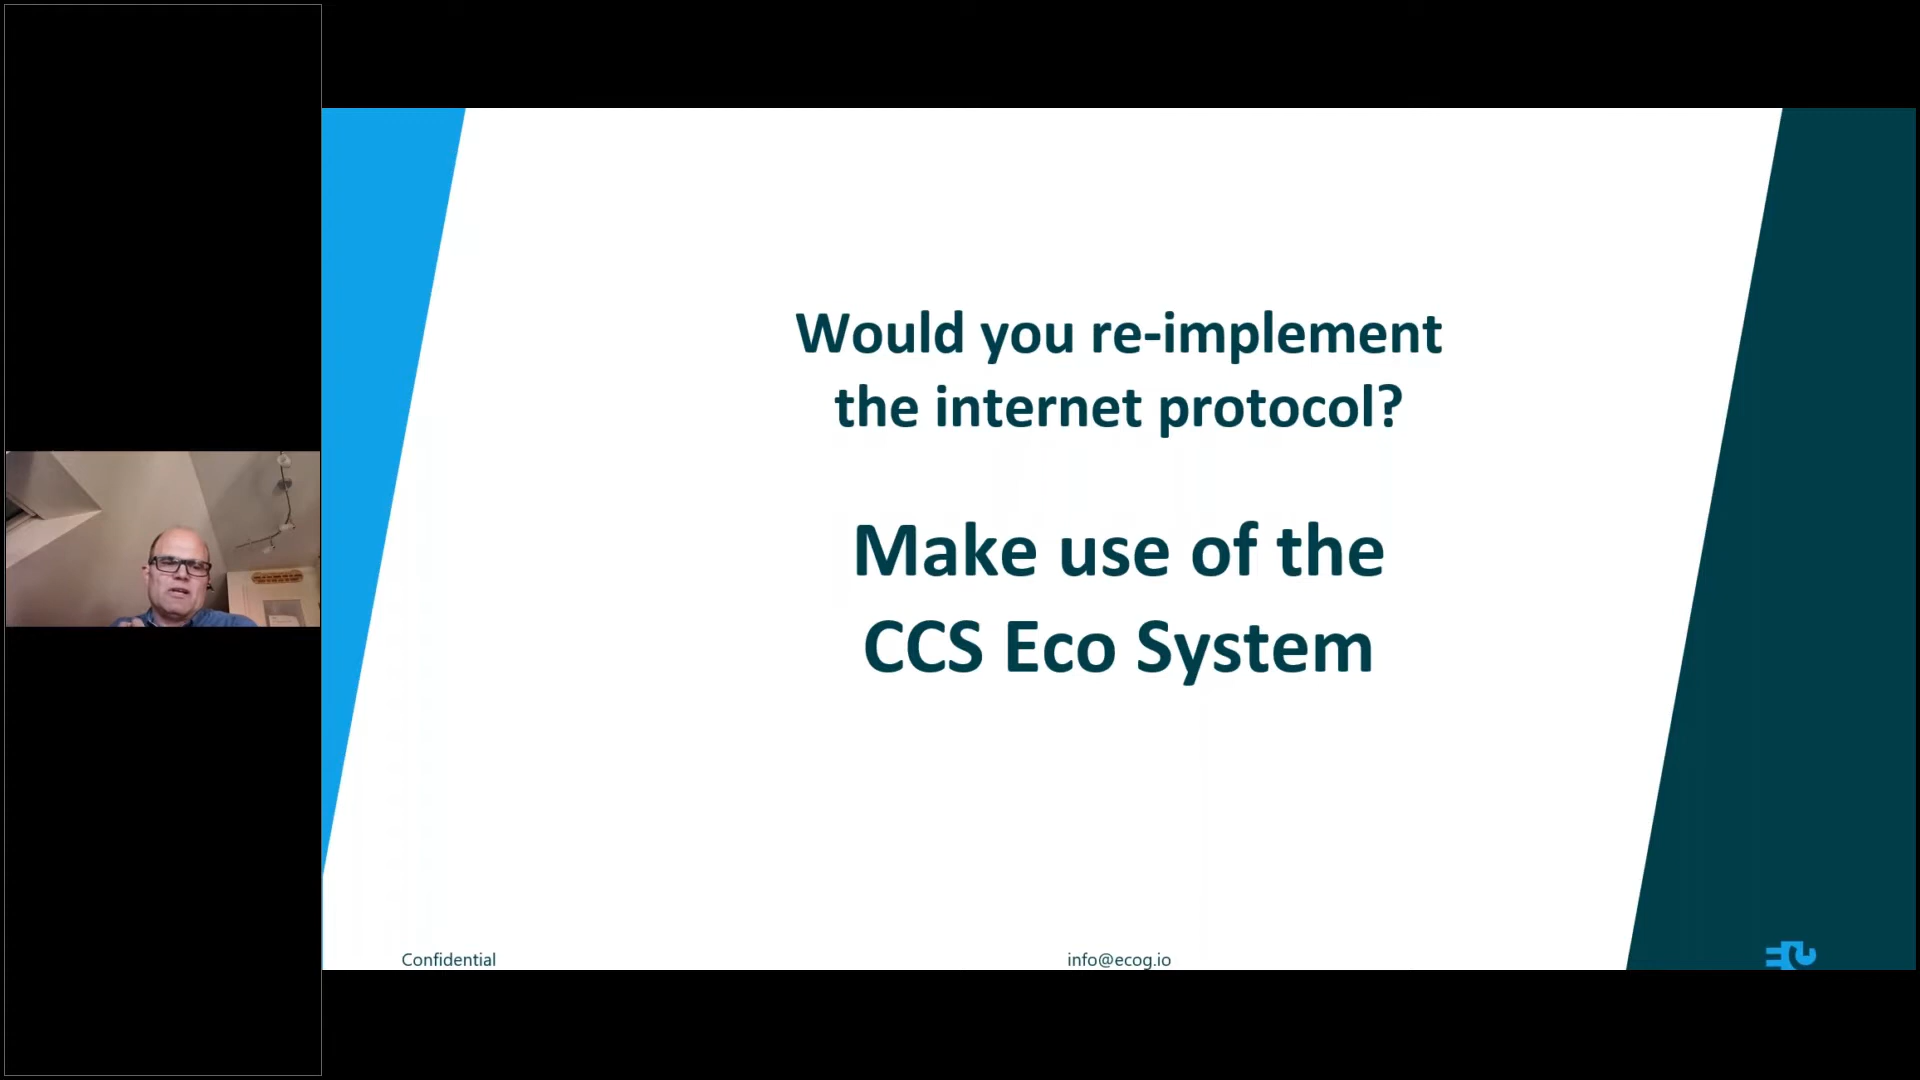 Would you re-implement
the internet protocol?
Make use of the
CCS Eco System
Confidential
info@ecog.io